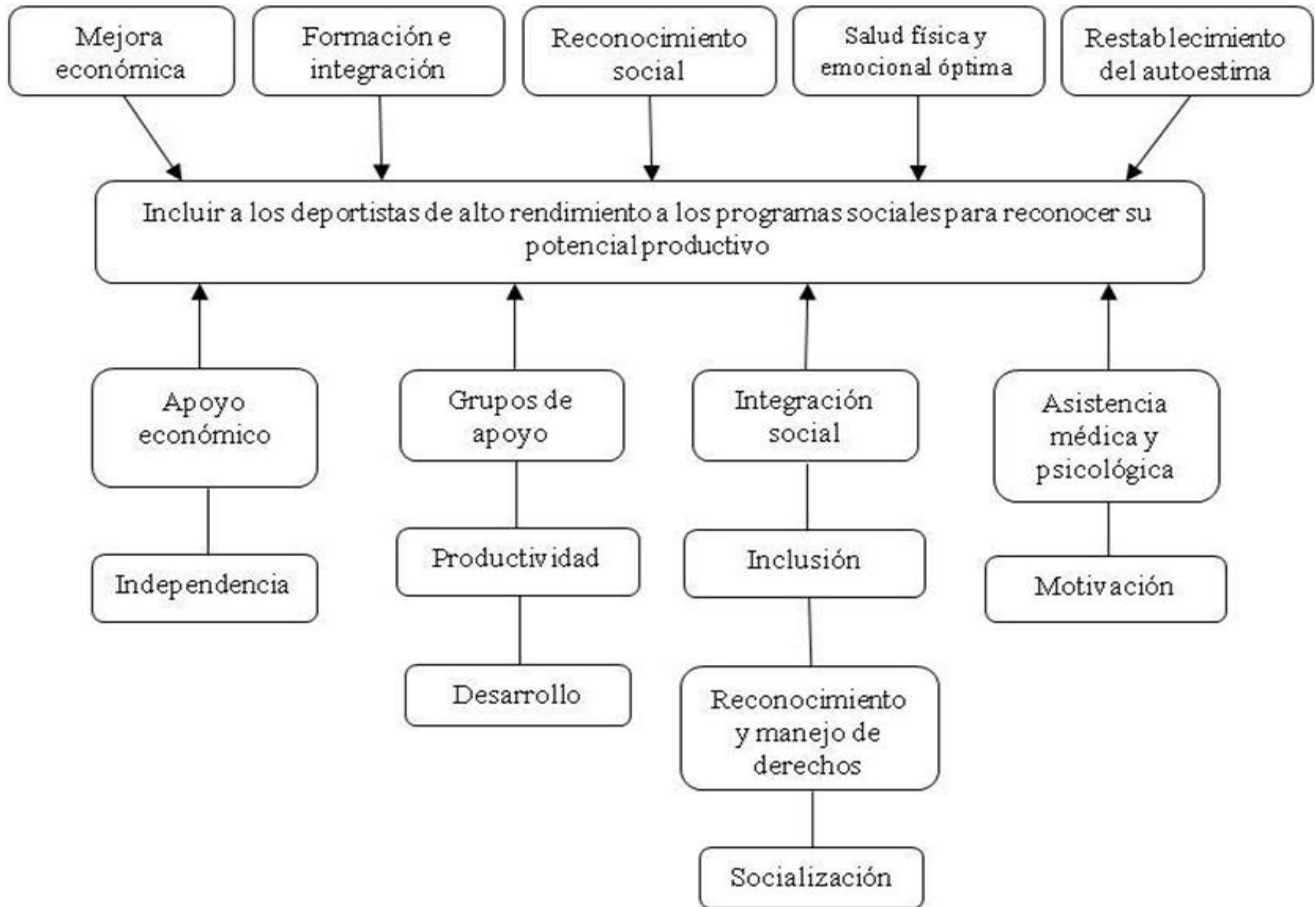 Mejora
económica
Formación e
integración
Reconocimiento
social
Salud física y
emocional óptima
Restablecimiento
del autoestima
Incluir a los deportistas de alto rendimiento a los programas sociales para reconocer su
potencial productivo
Apoyo
económico
Grupos de
apoyo
Integración
social
Asistencia
médica y
psicológica
Independencia
Productividad
Inclusión
Motivación
Desarrollo
Reconocimiento
y manejo de
derechos
Socialización